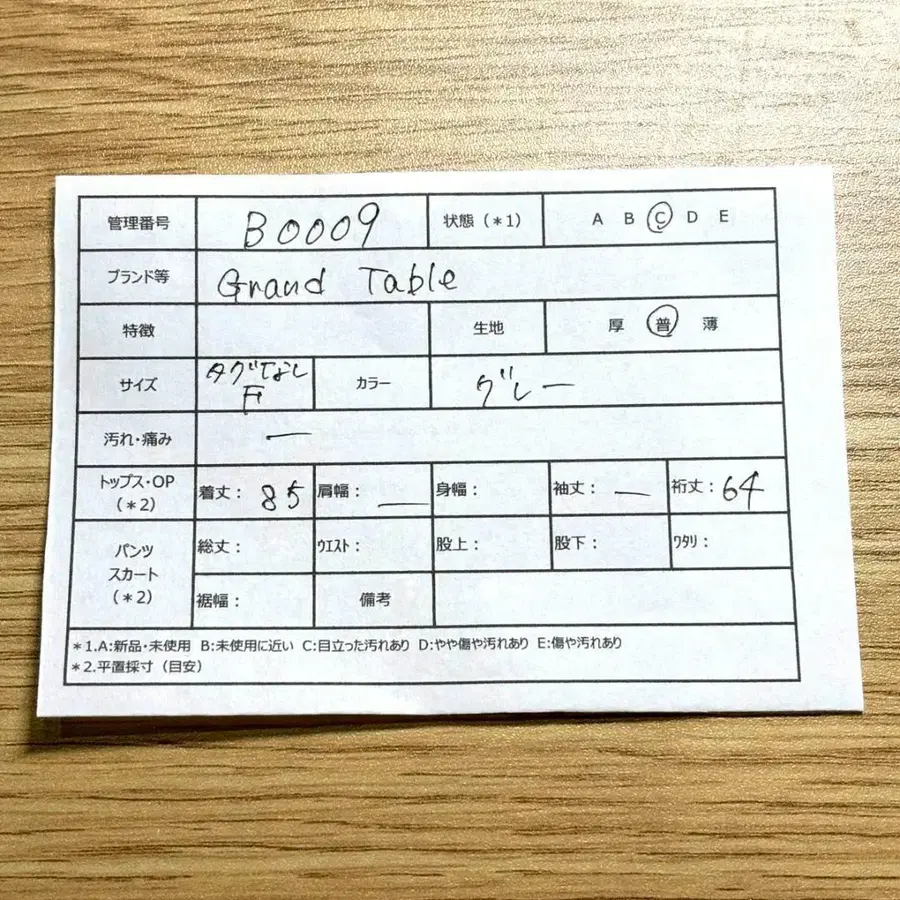 管理番号 B0009 状態（*1） A B C D E
ブランド等 Grand Table
特徴 生地 厚 普 薄
サイズ タグなし F カラー グレー
汚れ・痛み ー
トップス・OP（*2） 着丈：85 肩幅：ー 身幅： 袖丈：ー 裄丈：64
パンツ スカート（*2） 総丈： ｳｴｽﾄ： 股上： 股下： ﾜﾀﾘ：
裾幅： 備考
*1.A:新品・未使用 B:未使用に近い C:目立った汚れあり D:やや傷や汚れあり E:傷や汚れあり
*2.平置採寸（目安）